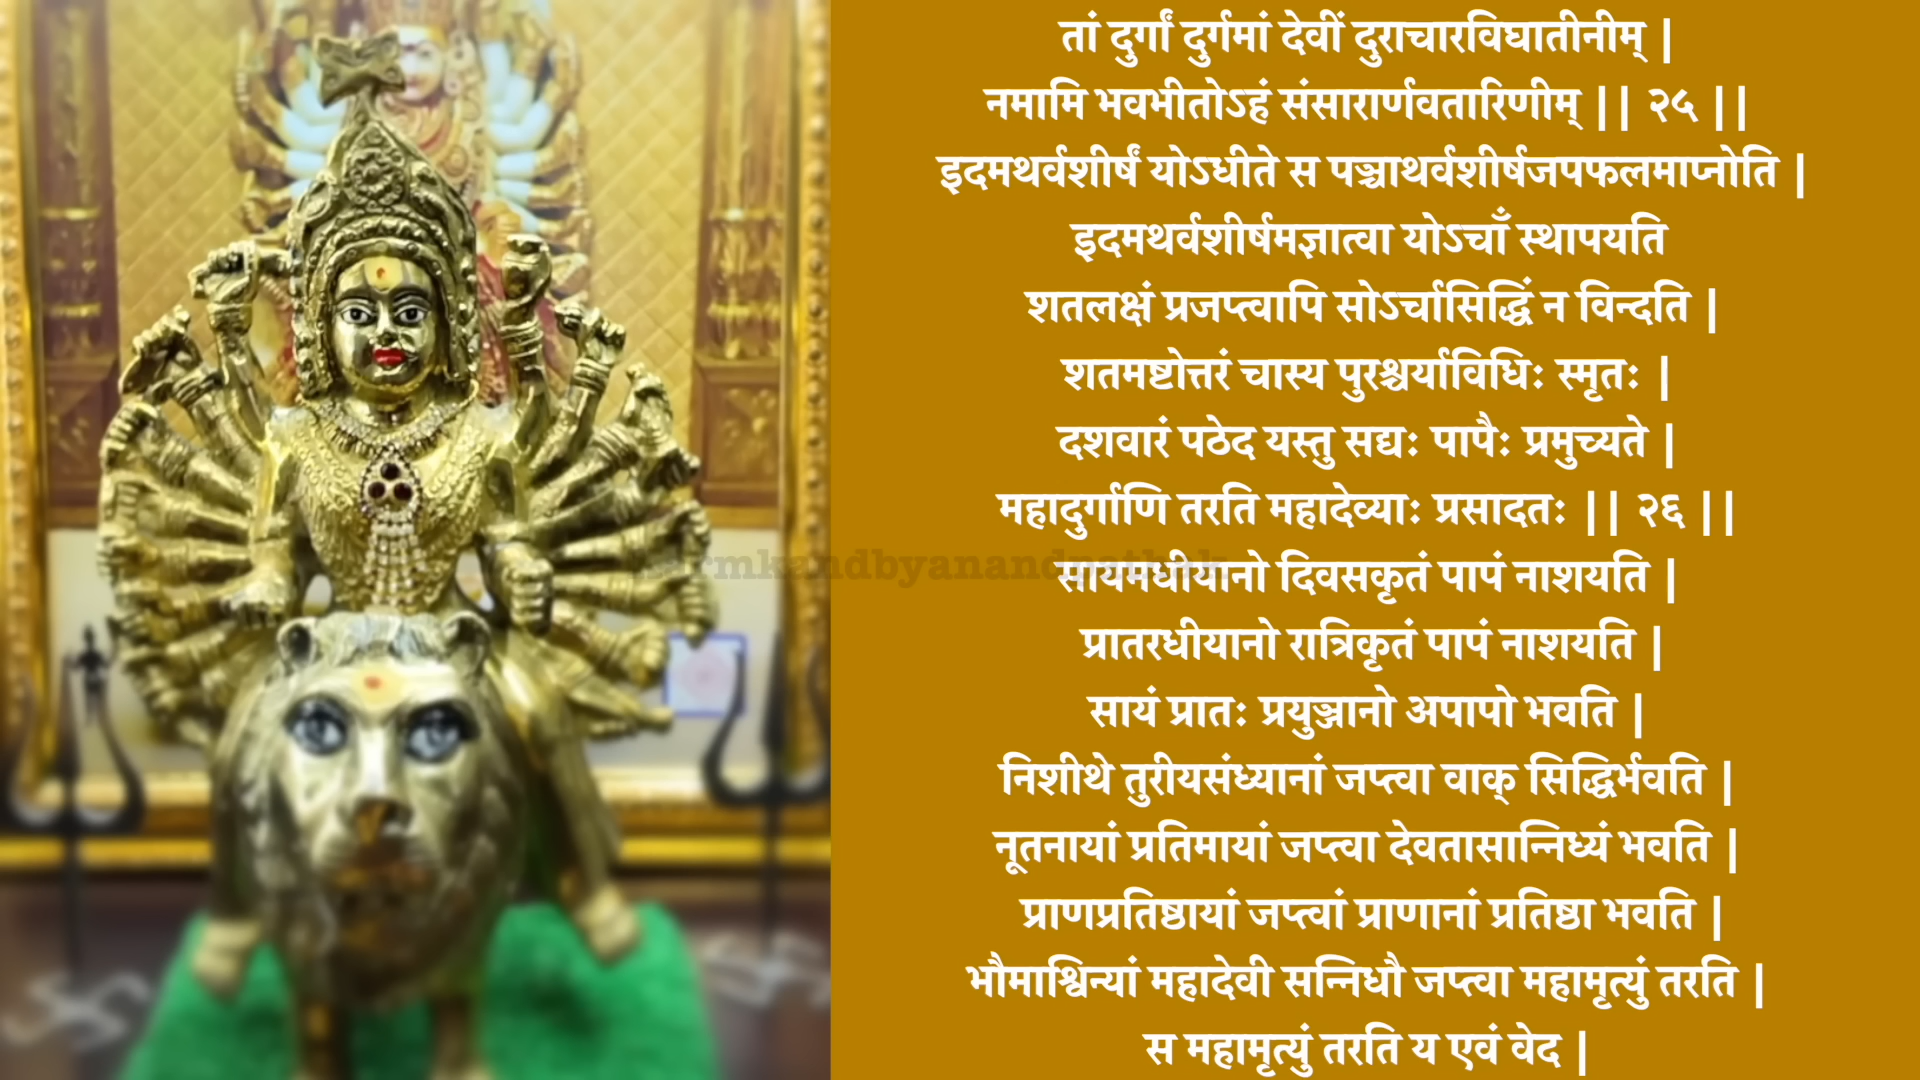 तां दुर्गां दुर्गमां देवीं दुराचारविघातीनीम् |
नमामि भवभीतोऽहं संसारार्णवतारिणीम् || २५ ||
इदमथर्वशीर्षं योऽधीते स पञ्चाथर्वशीर्षजपफलमाप्नोति |
इदमथर्वशीर्षमज्ञात्वा योऽर्चां स्थापयति
शतलक्षं प्रजप्त्वापि सोऽर्चासिद्धिं न विन्दति |
शतमष्टोत्तरं चास्य पुरश्चर्याविधिः स्मृतः |
दशवारं पठेद यस्तु सद्यः पापैः प्रमुच्यते |
महादुर्गाणि तरति महादेव्याः प्रसादतः || २६ ||
सायमधीयानो दिवसकृतं पापं नाशयति |
प्रातरधीयानो रात्रिकृतं पापं नाशयति |
सायं प्रातः प्रयुञ्जानो अपापो भवति |
निशीथे तुरीयसंध्यानां जप्त्वा वाक् सिद्धिर्भवति |
नूतनायां प्रतिमायां जप्त्वा देवतासान्निध्यं भवति |
प्राणप्रतिष्ठायां जप्त्वां प्राणानां प्रतिष्ठा भवति |
भौमाश्विन्यां महादेवी सन्निधौ जप्त्वा महामृत्युं तरति |
स महामृत्युं तरति य एवं वेद |